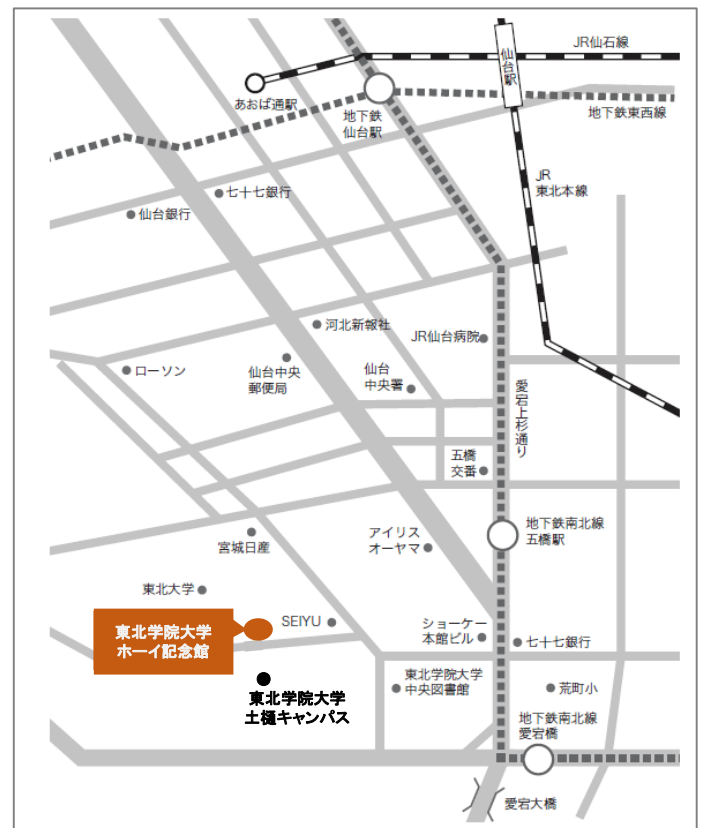 JR仙石線
仙台駅
あおば通駅
地下鉄
仙台駅
地下鉄東西線
JR
東北本線
七十七銀行
仙台銀行
河北新報社
JR仙台病院
ローソン
仙台中央
郵便局
仙台
中央署
愛宕上杉通り
五橋
交番
地下鉄南北線
五橋駅
アイリス
オーヤマ
宮城日産
東北大学
SEIYU
ショーケー
本館ビル
七十七銀行
東北学院大学
ホーイ記念館
東北学院大学
中央図書館
荒町小
東北学院大学
土樋キャンパス
地下鉄南北線
愛宕橋
愛宕大橋